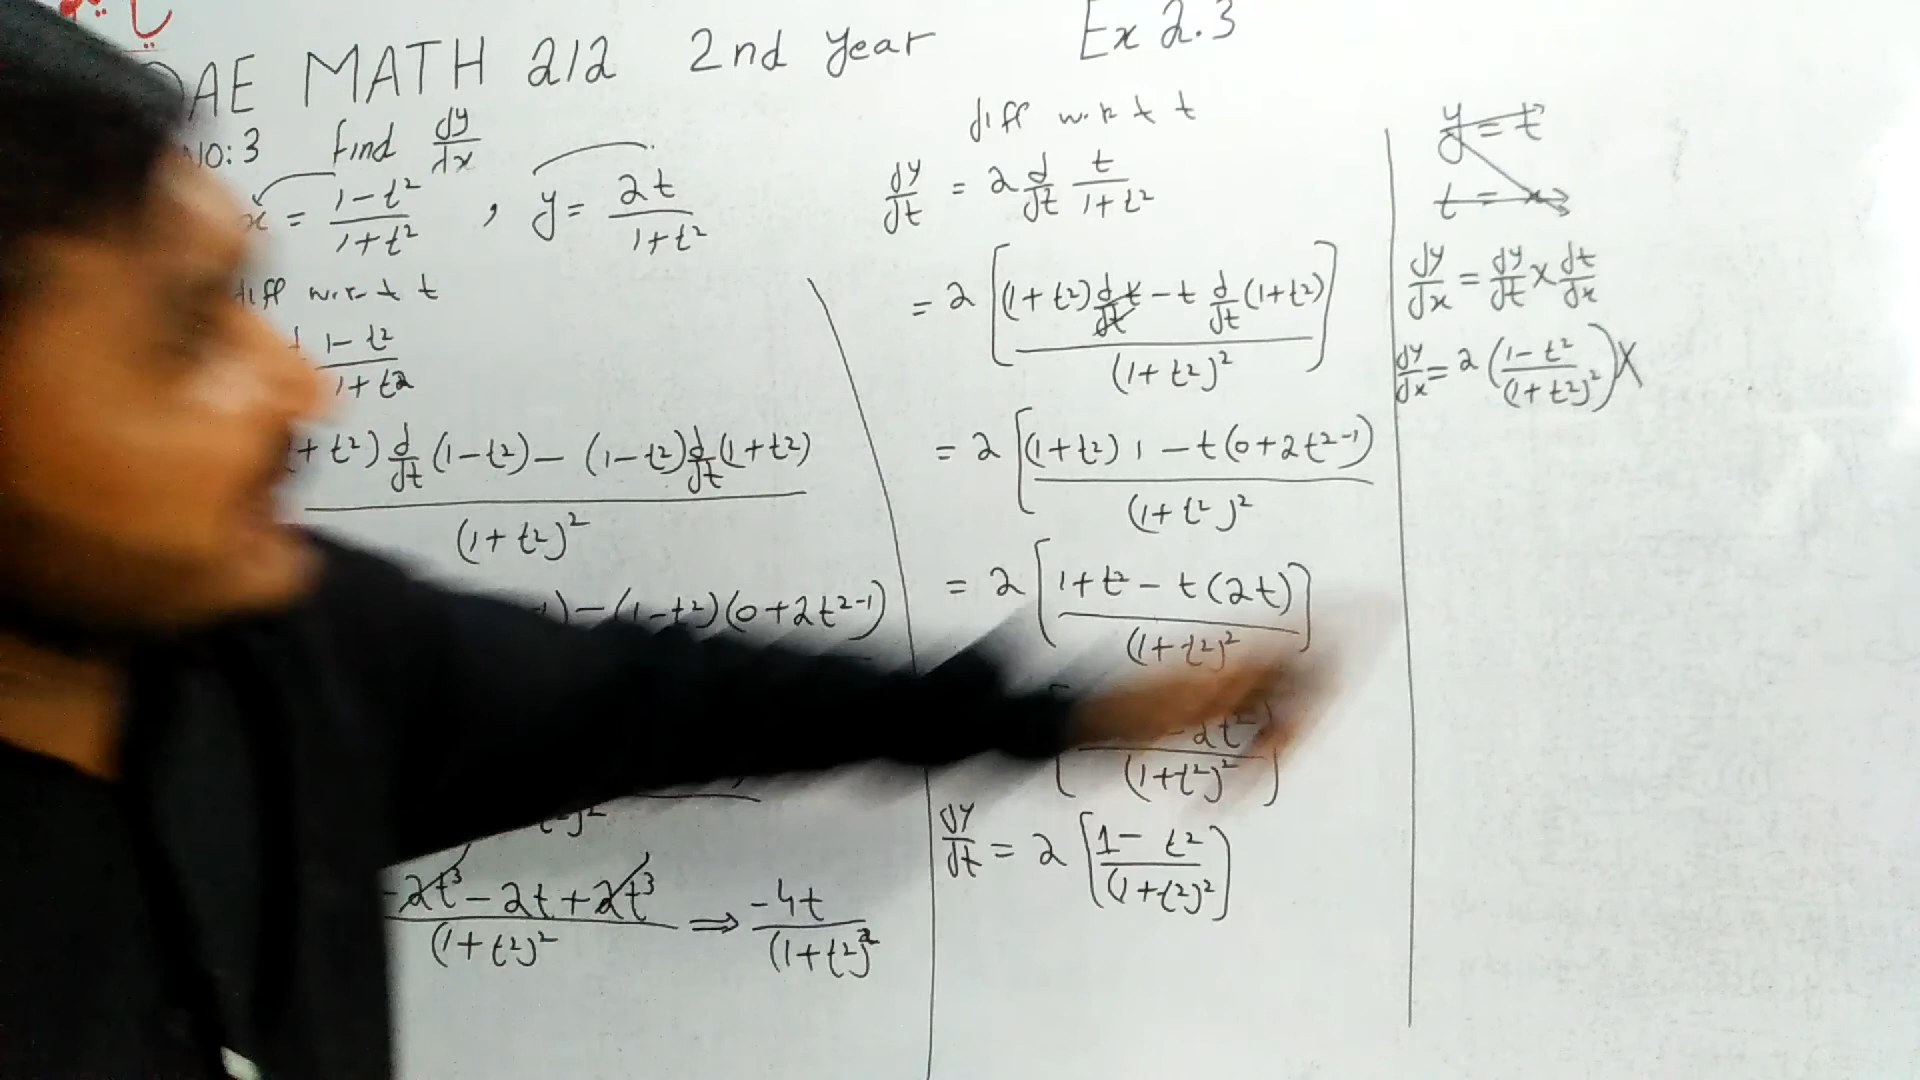 DAE MATH 212 2nd year Ex 2.3
NO:3 find dy/dx
x = (1-t²)/(1+t²) , y = 2t/(1+t²)
diff w.r.t t
(1-t²)/(1+t2)
+t²) d/dt (1-t²) - (1-t²) d/dt (1+t²)
(1+t²)²
-1) - (1-t²)(0+2t²⁻¹)
t²)²
-2t³ - 2t + 2t³
(1+t²)²
⇒ -4t/(1+t²)²
diff w.r.t t
dy/dt = 2 d/dt t/(1+t²)
= 2 [((1+t²) d/dt t - t d/dt (1+t²))/(1+t²)²]
= 2 [((1+t²) 1 - t(0+2t²⁻¹))/(1+t²)²
= 2 [(1+t² - t(2t))/(1+t²)²]
[- 2t²/(1+t²)²]
dy/dt = 2 [(1-t²)/(1+t²)²]
y = t
t = x
dy/dx = dy/dt × dt/dx
dy/dx = 2 ((1-t²)/(1+t²)²) ×